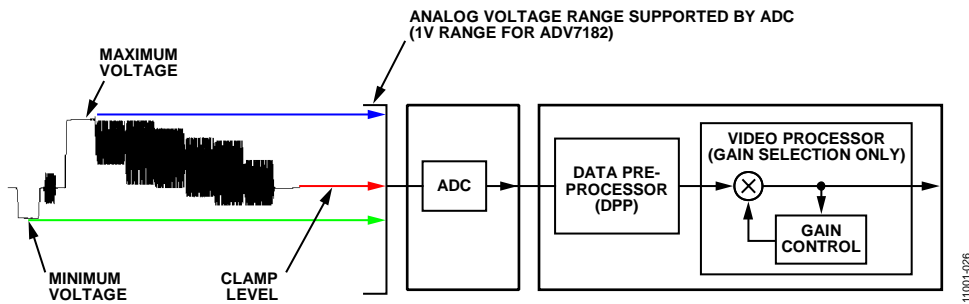 ANALOG VOLTAGE RANGE SUPPORTED BY ADC
(1V RANGE FOR ADV7182)
MAXIMUM
VOLTAGE
VIDEO PROCESSOR
(GAIN SELECTION ONLY)
ADC
DATA PRE-
PROCESSOR
(DPP)
GAIN
CONTROL
MINIMUM
VOLTAGE
CLAMP
LEVEL
11001-026